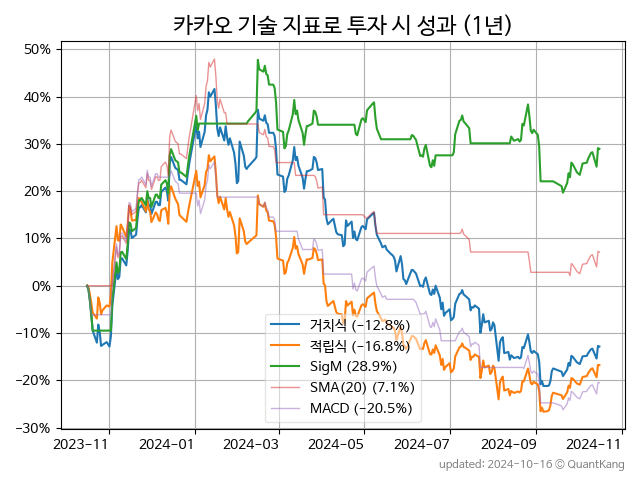 카카오 기술 지표로 투자 시 성과 (1년)
50%
40%
30%
20%
10%
0%
−10%
−20%
−30%
거치식 (−12.8%)
적립식 (−16.8%)
SigM (28.9%)
SMA(20) (7.1%)
MACD (−20.5%)
2023-11
2024-01
2024-03
2024-05
2024-07
2024-09
2024-11
updated: 2024-10-16 © QuantKang